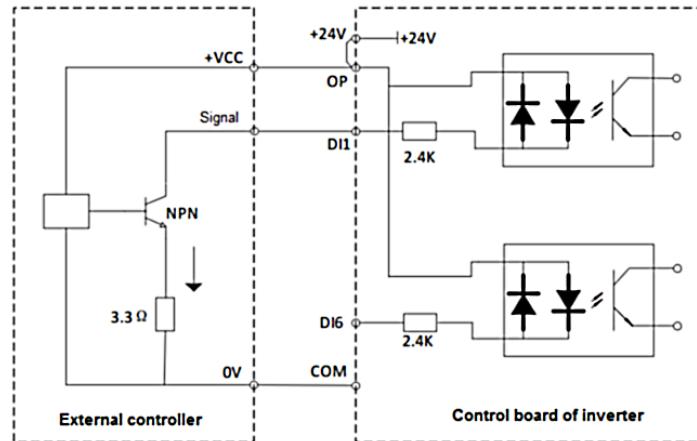 +24V
+24V
+VCC
OP
Signal
DI1
2.4K
NPN
3.3 Ω
DI6
2.4K
0V
COM
External controller
Control board of inverter